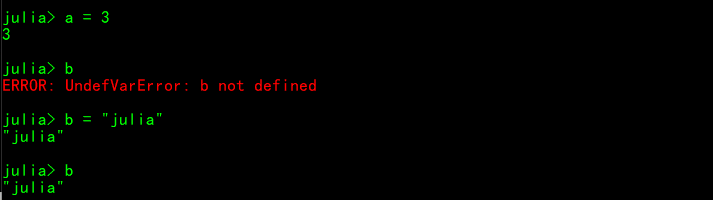 julia> a = 3
3
julia> b
ERROR: UndefVarError: b not defined
julia> b = "julia"
"julia"
julia> b
"julia"